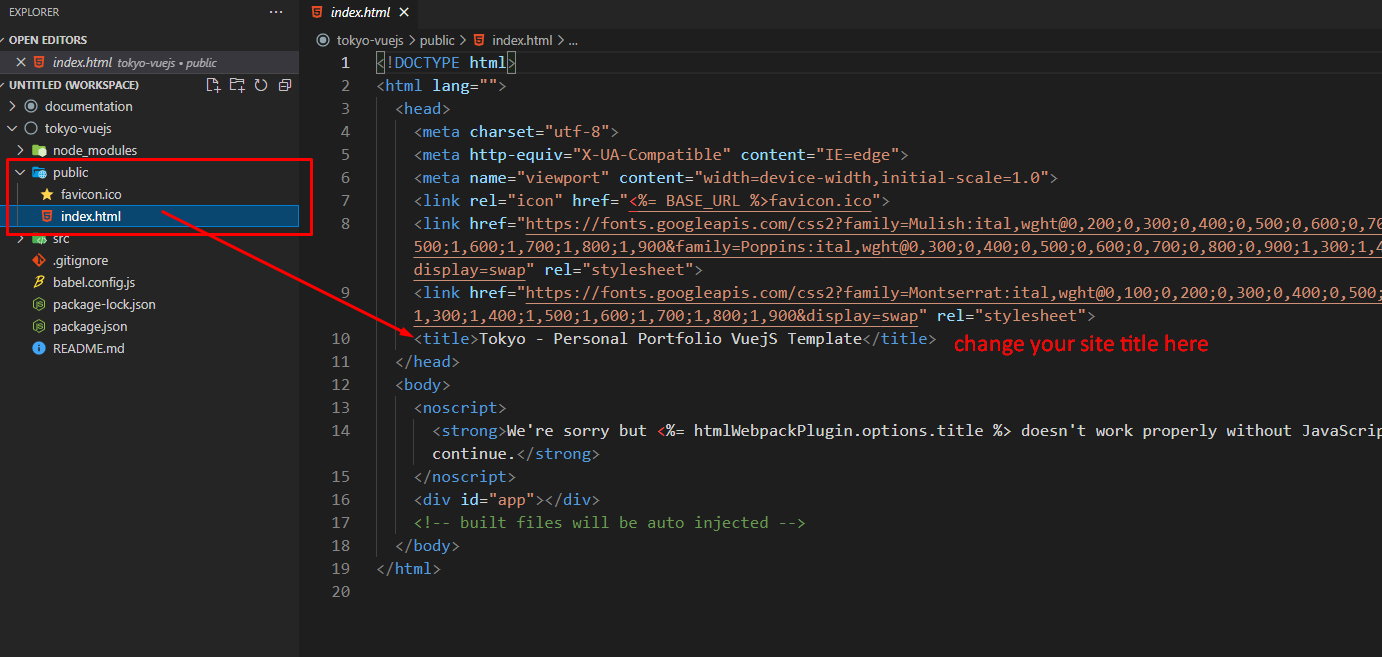 EXPLORER
...
index.html
OPEN EDITORS
index.html tokyo-vuejs • public
UNTITLED (WORKSPACE)
documentation
tokyo-vuejs
node_modules
public
favicon.ico
index.html
src
.gitignore
babel.config.js
package-lock.json
package.json
README.md
tokyo-vuejs > public > index.html > ...
1 <!DOCTYPE html>
2 <html lang="">
3 <head>
4 <meta charset="utf-8">
5 <meta http-equiv="X-UA-Compatible" content="IE=edge">
6 <meta name="viewport" content="width=device-width,initial-scale=1.0">
7 <link rel="icon" href="<%= BASE_URL %>favicon.ico">
8 <link href="https://fonts.googleapis.com/css2?family=Mulish:ital,wght@0,200;0,300;0,400;0,500;0,600;0,70
500;1,600;1,700;1,800;1,900&family=Poppins:ital,wght@0,300;0,400;0,500;0,600;0,700;0,800;0,900;1,300;1,4
display=swap" rel="stylesheet">
9 <link href="https://fonts.googleapis.com/css2?family=Montserrat:ital,wght@0,100;0,200;0,300;0,400;0,500;
1,300;1,400;1,500;1,600;1,700;1,800;1,900&display=swap" rel="stylesheet">
10 <title>Tokyo - Personal Portfolio VuejS Template</title> change your site title here
11 </head>
12 <body>
13 <noscript>
14 <strong>We're sorry but <%= htmlWebpackPlugin.options.title %> doesn't work properly without JavaScrip
continue.</strong>
15 </noscript>
16 <div id="app"></div>
17 <!-- built files will be auto injected -->
18 </body>
19 </html>
20